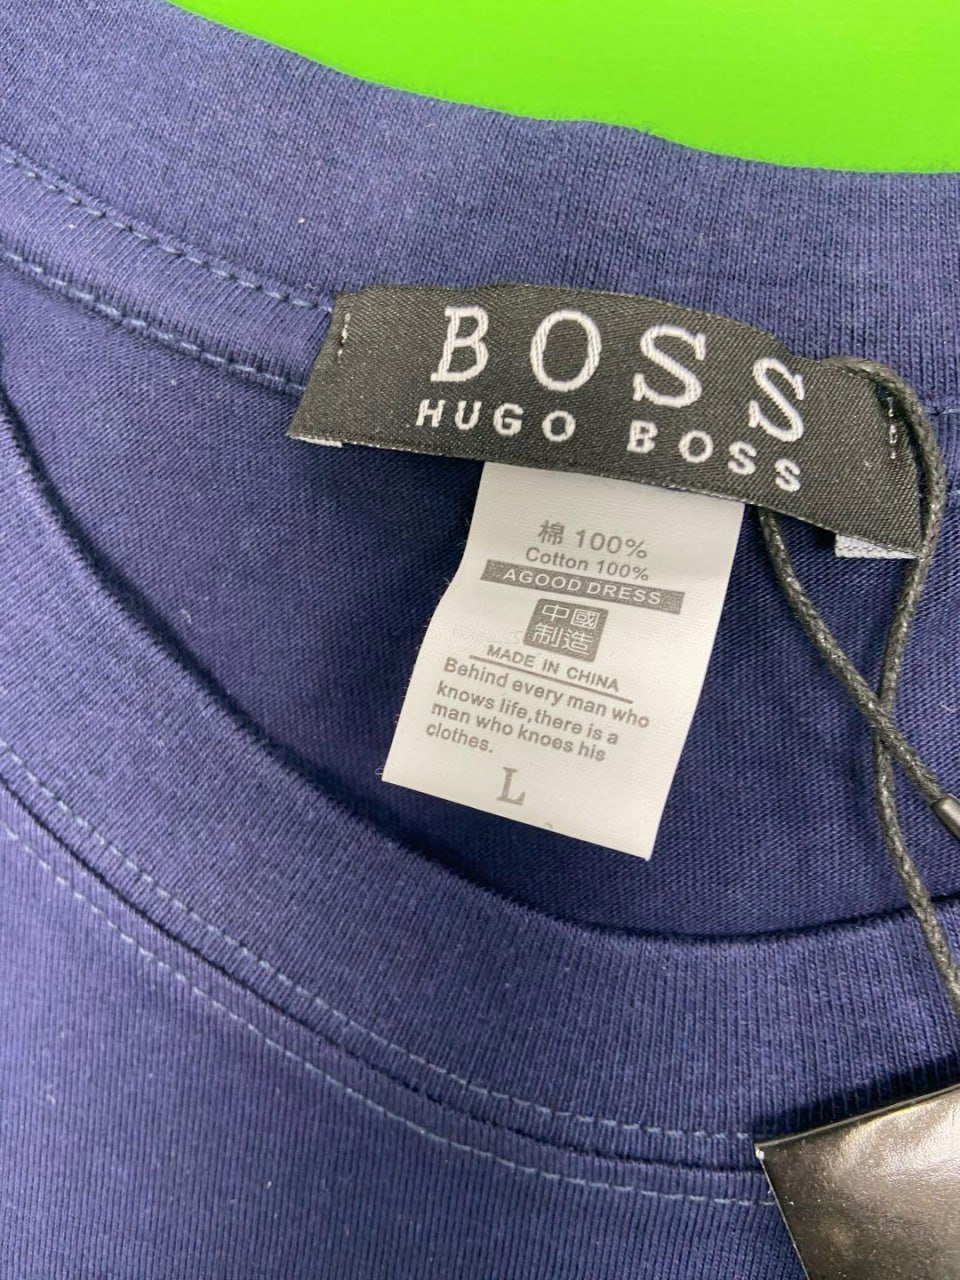 BOSS
HUGO BOSS
棉 100%
Cotton 100%
AGOOD DRESS
中國
制造
MADE IN CHINA
Behind every man who
knows life,there is a
man who knoes his
clothes.
L